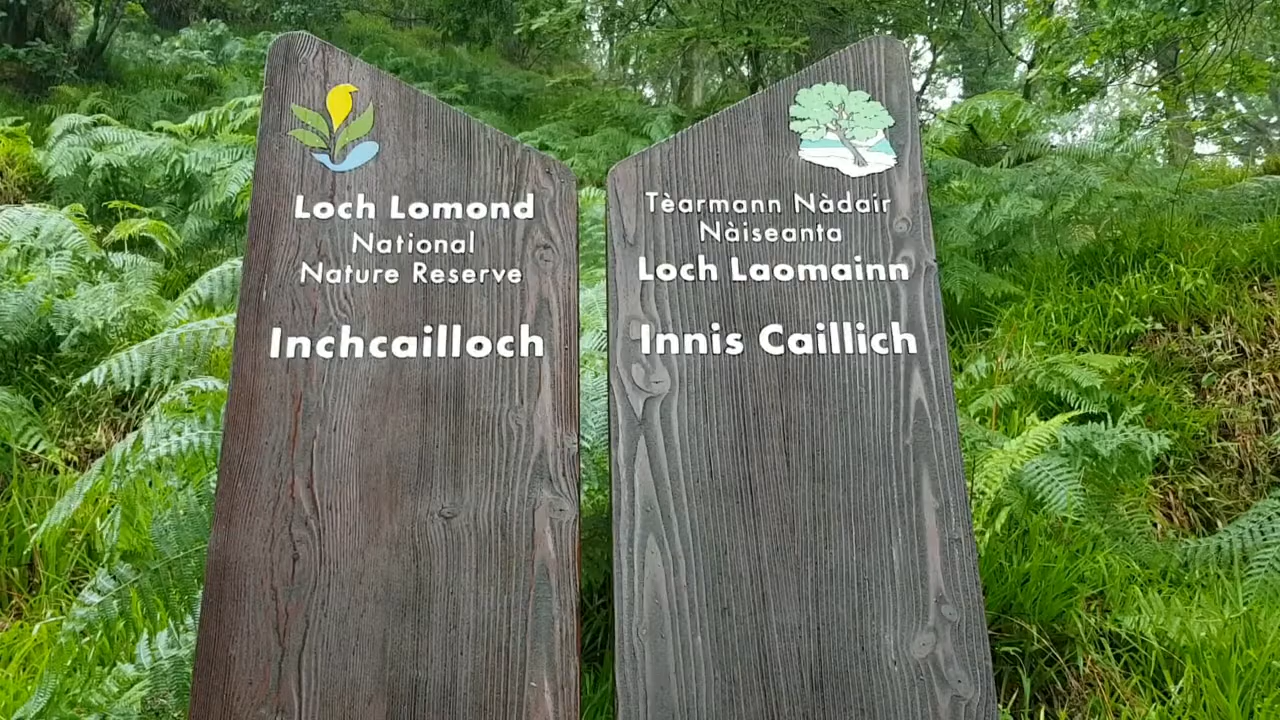 Loch Lomond
National
Nature Reserve
Inchcailloch
Tèarmann Nàdair
Nàiseanta
Loch Laomainn
Innis Caillich